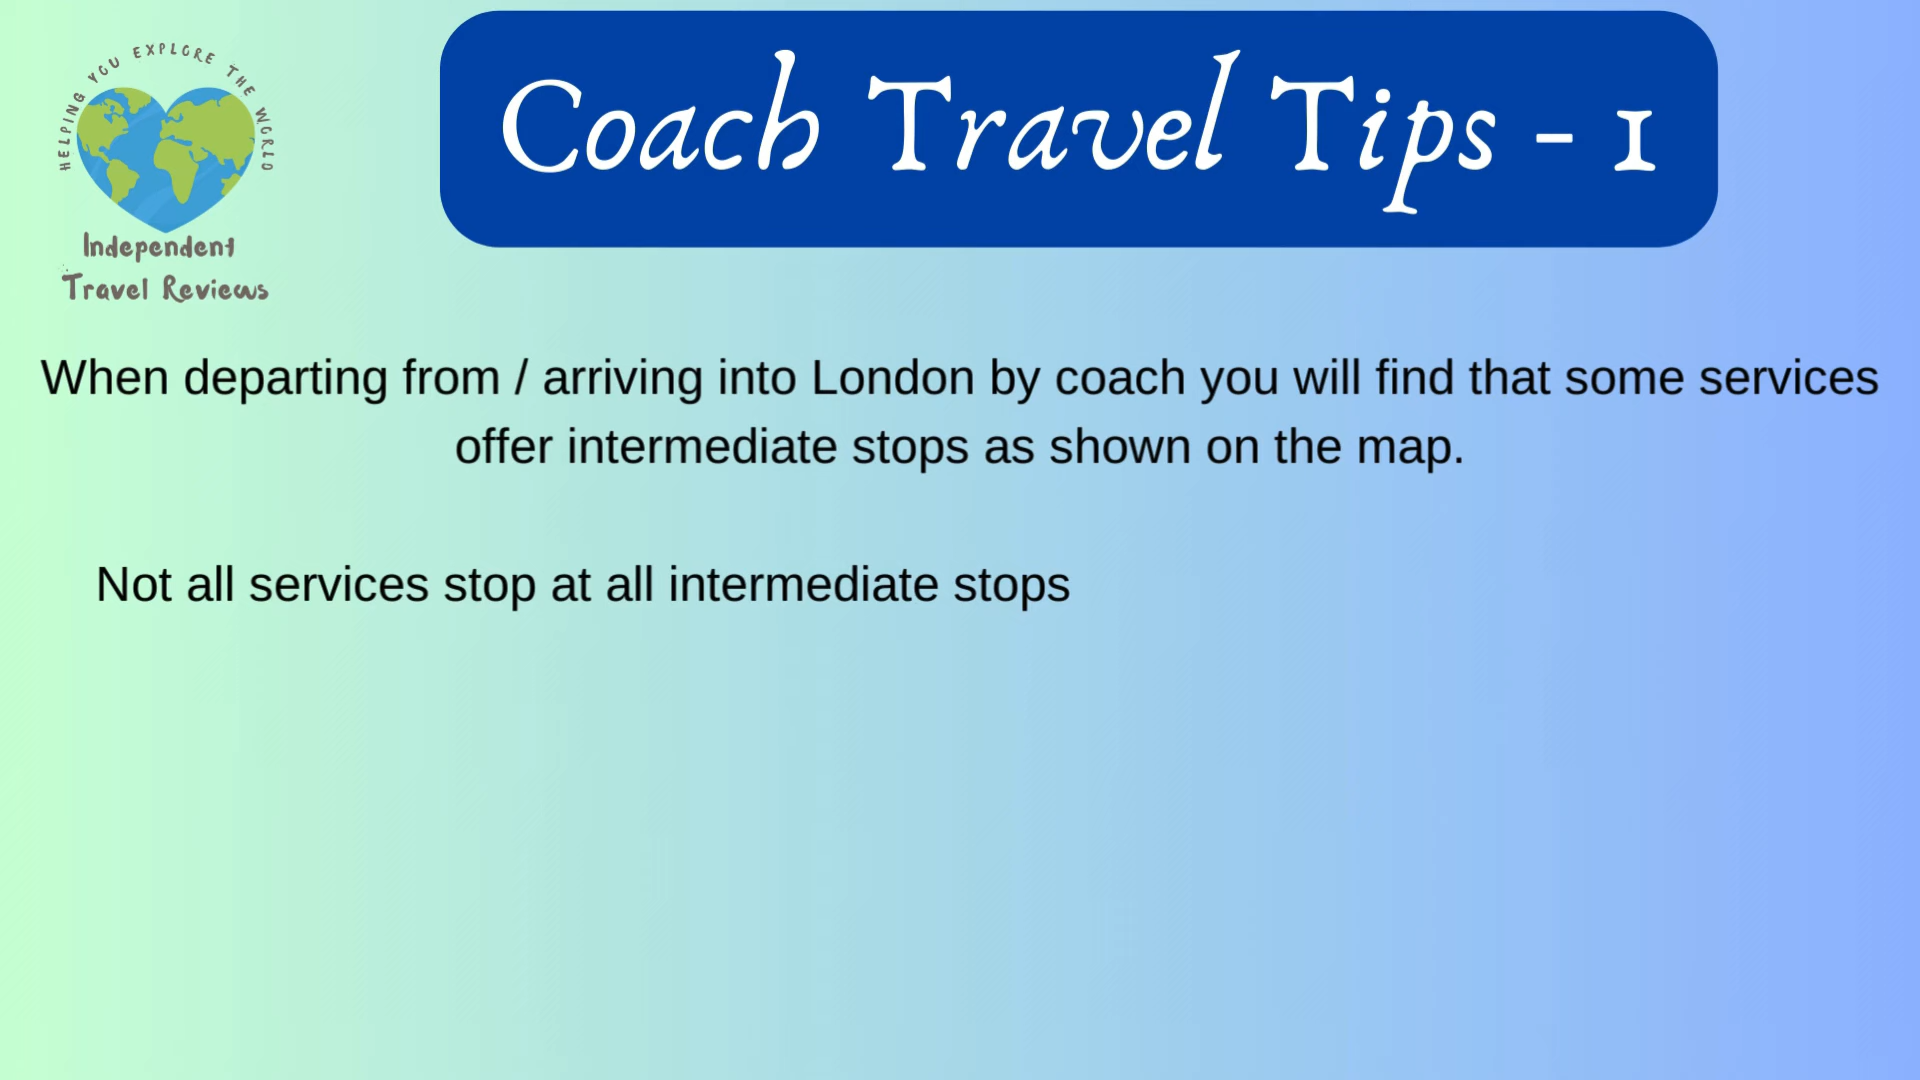 HELPING YOU EXPLORE THE WORLD
Independent
Travel Reviews
Coach Travel Tips - 1
When departing from / arriving into London by coach you will find that some services
offer intermediate stops as shown on the map.
Not all services stop at all intermediate stops